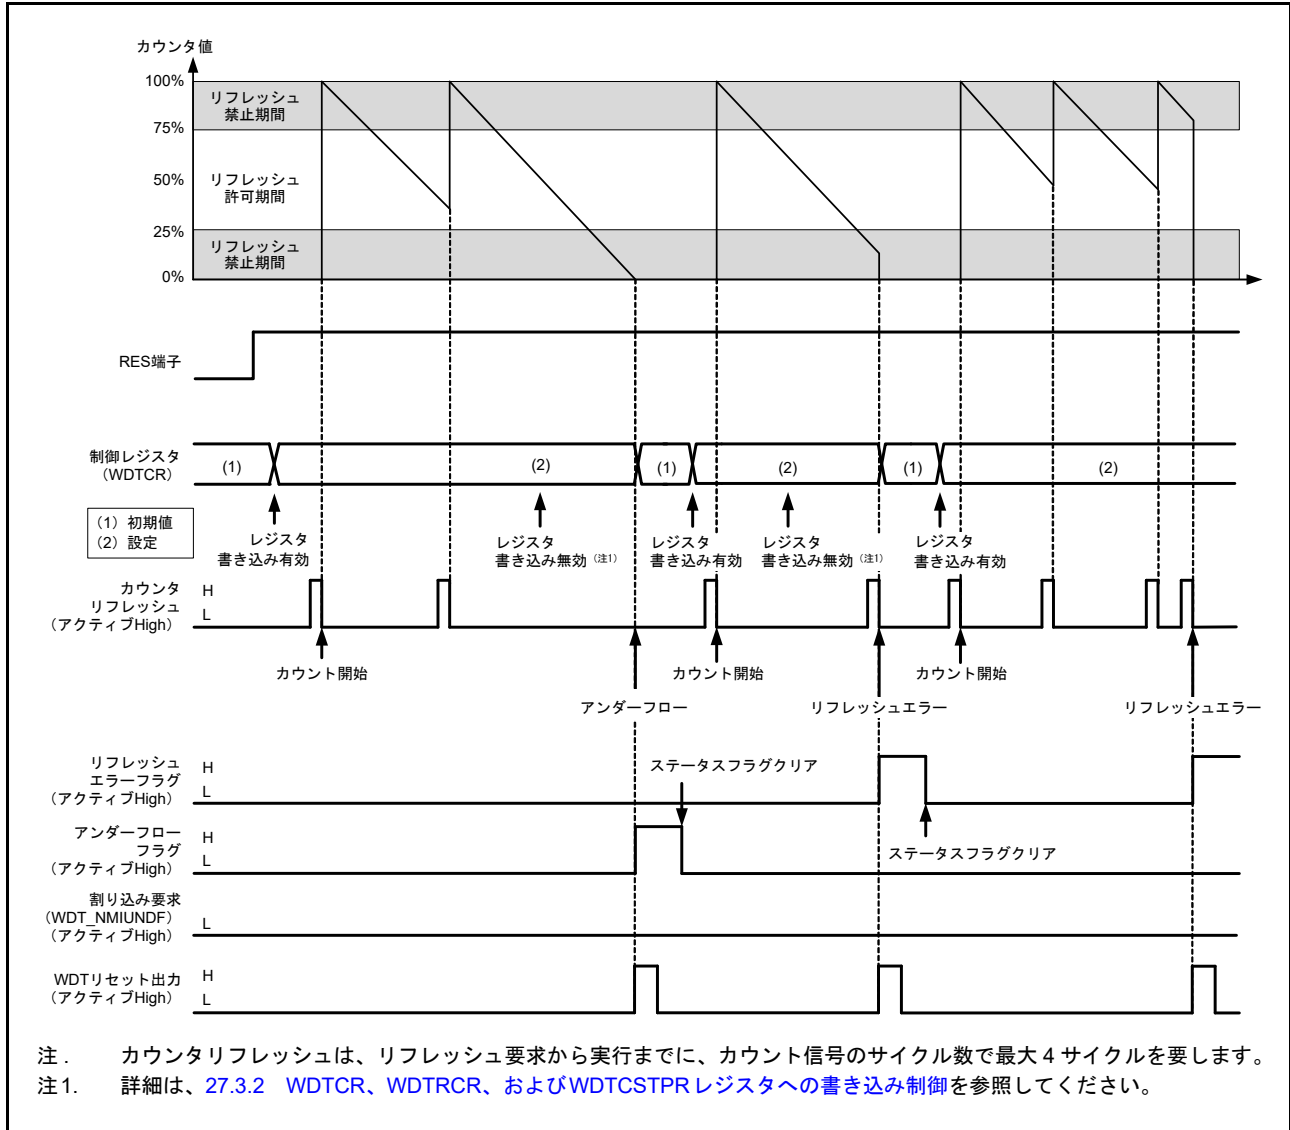 カウンタ値
100%
リフレッシュ
禁止期間
75%
50%
リフレッシュ
許可期間
25%
リフレッシュ
禁止期間
0%
RES端子
制御レジスタ
(WDTCR)
(1)
(2)
(1)
(2)
(1)
(2)
(1) 初期値
(2) 設定
レジスタ
書き込み有効
レジスタ
書き込み無効 (注1)
レジスタ
書き込み有効
レジスタ
書き込み無効 (注1)
レジスタ
書き込み有効
カウンタ
リフレッシュ
(アクティブHigh)
H
L
カウント開始
カウント開始
カウント開始
アンダーフロー
リフレッシュエラー
リフレッシュエラー
リフレッシュ
エラーフラグ
(アクティブHigh)
H
L
ステータスフラグクリア
アンダーフロー
フラグ
(アクティブHigh)
H
L
ステータスフラグクリア
割り込み要求
(WDT_NMIUNDF)
(アクティブHigh)
L
WDTリセット出力
(アクティブHigh)
H
L
注. カウンタリフレッシュは、リフレッシュ要求から実行までに、カウント信号のサイクル数で最大 4 サイクルを要します。
注1. 詳細は、27.3.2 WDTCR、WDTRCR、およびWDTCSTPRレジスタへの書き込み制御を参照してください。